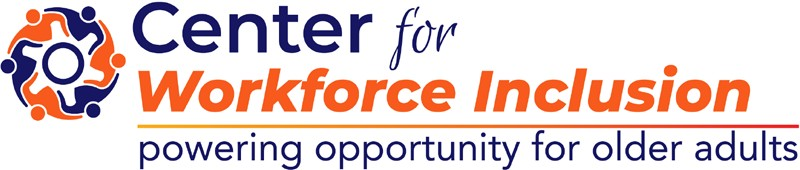 Center for
Workforce Inclusion
powering opportunity for older adults